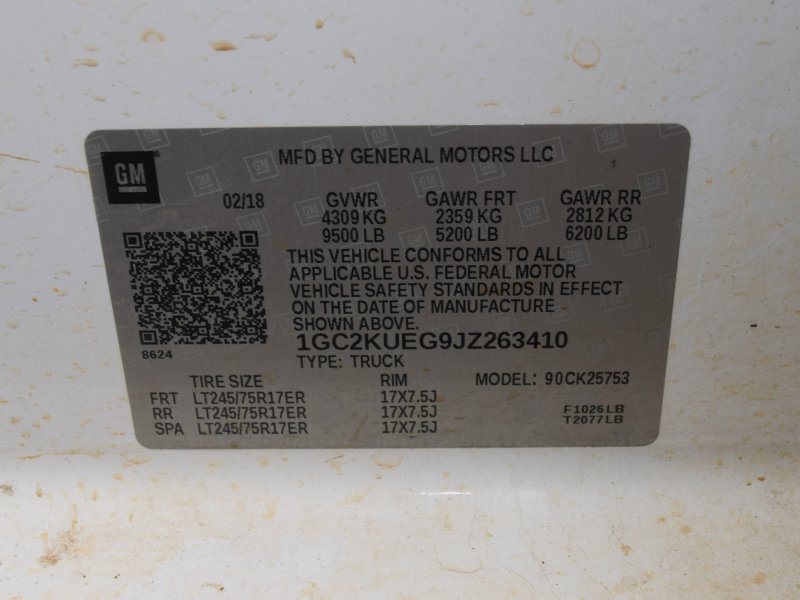 GM
MFD BY GENERAL MOTORS LLC
02/18 GVWR GAWR FRT GAWR RR
4309 KG 2359 KG 2812 KG
9500 LB 5200 LB 6200 LB
THIS VEHICLE CONFORMS TO ALL
APPLICABLE U.S. FEDERAL MOTOR
VEHICLE SAFETY STANDARDS IN EFFECT
ON THE DATE OF MANUFACTURE
SHOWN ABOVE.
8624
1GC2KUEG9JZ263410
TYPE: TRUCK
TIRE SIZE RIM MODEL: 90CK25753
FRT LT245/75R17ER 17X7.5J
RR LT245/75R17ER 17X7.5J F1026LB
SPA LT245/75R17ER 17X7.5J T2077LB